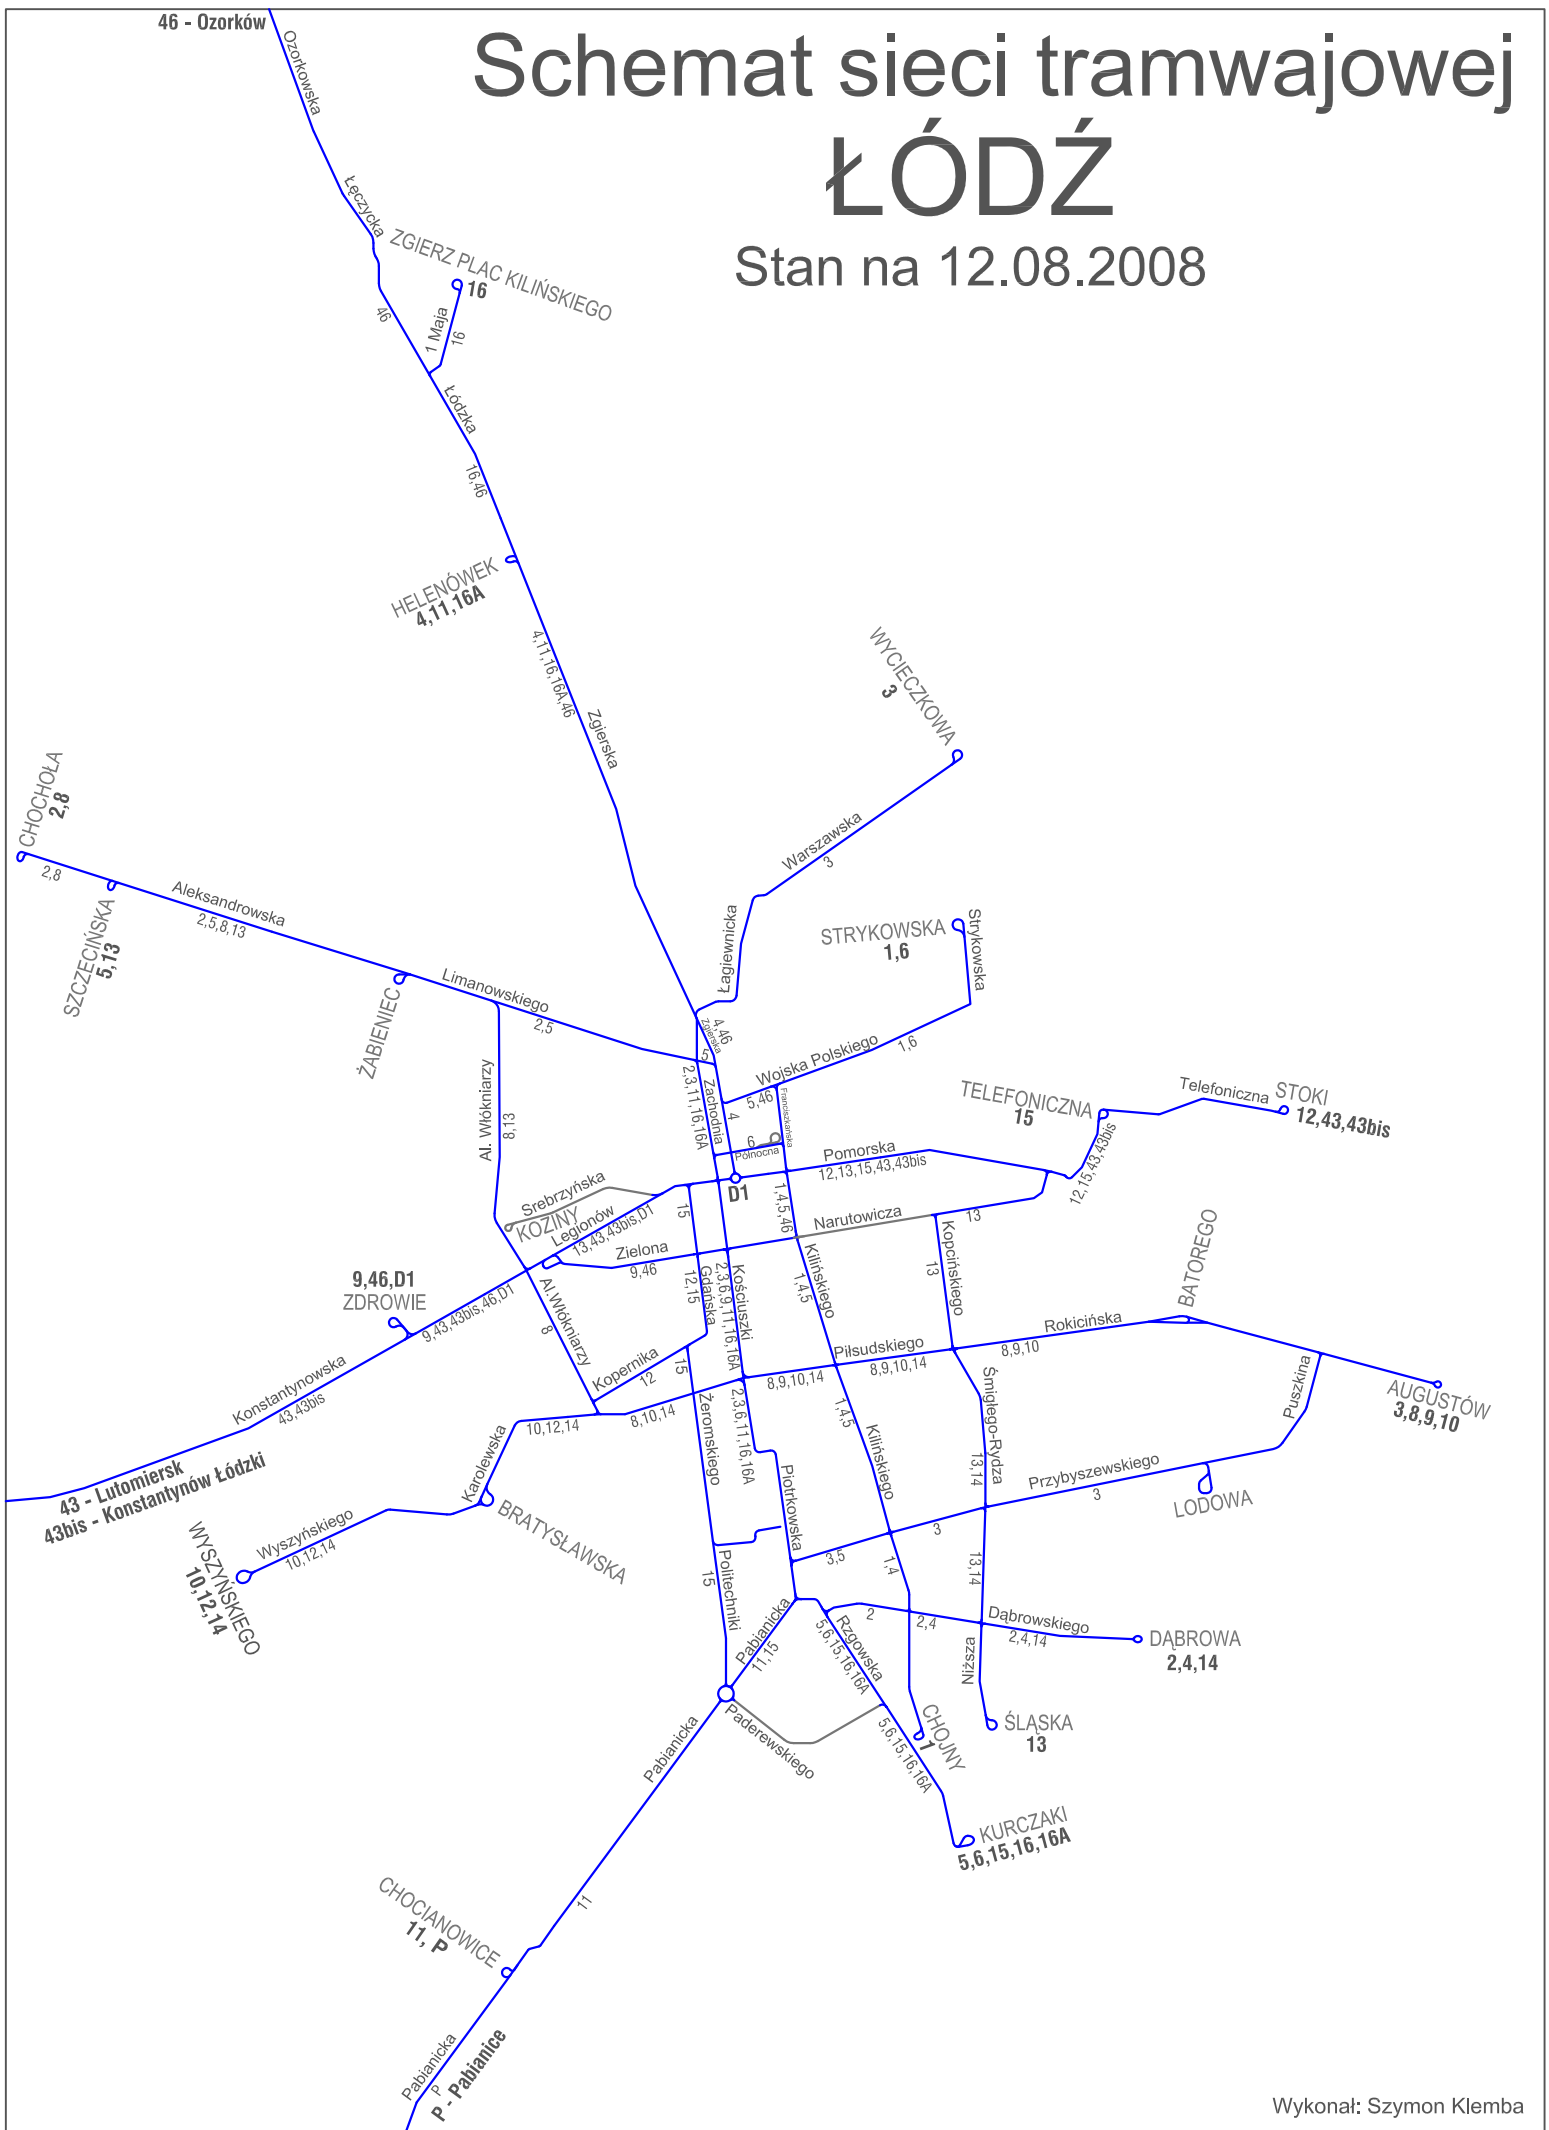 46 - Ozorków
Schemat sieci tramwajowej
ŁÓDŹ
Stan na 12.08.2008
Ozorkowska
Łęczycka
ZGIERZ PLAC KILIŃSKIEGO
16
46
1 Maja
16
Łódzka
16,46
HELENÓWEK
4,11,16A
4,11,16,16A,46
Zgierska
WYCIECZKOWA
3
Warszawska
3
CHOCHOŁA
2,8
2,8
SZCZECIŃSKA
5,13
Aleksandrowska
2,5,8,13
ŻABIENIEC
Limanowskiego
2,5
Łagiewnicka
STRYKOWSKA
1,6
Strykowska
Zgierska
4,46
5
Wojska Polskiego
1,6
5,46
Al. Włókniarzy
8,13
2,3,11,16,16A
Zachodnia
4
Franciszkańska
6
Północna
TELEFONICZNA
15
Telefoniczna
STOKI
12,43,43bis
Pomorska
12,13,15,43,43bis
12,15,43,43bis
D1
Srebrzyńska
KOZINY
Legionów
13,43,43bis,D1
15
1,4,5,46
Narutowicza
13
Zielona
9,46
Kopcińskiego
13
BATOREGO
9,46,D1
ZDROWIE
9,43,43bis,46,D1
Al.Włókniarzy
8
12,15
Gdańska
Kościuszki
2,3,6,9,11,16,16A
Kilińskiego
1,4,5
Rokicińska
8,9,10
Piłsudskiego
8,9,10,14
8,9,10,14
Konstantynowska
43,43bis
Kopernika
12
15
Puszkina
AUGUSTÓW
3,8,9,10
Śmigłego-Rydza
13,14
10,12,14
8,10,14
Żeromskiego
2,3,6,11,16,16A
1,4,5
Kilińskiego
Karolewska
43 - Lutomiersk
43bis - Konstantynów Łódzki
Piotrkowska
Przybyszewskiego
3
LODOWA
BRATYSŁAWSKA
Wyszyńskiego
10,12,14
WYSZYŃSKIEGO
10,12,14
3,5
3
1,4
13,14
Politechniki
15
Pabianicka
11,15
Rzgowska
5,6,15,16,16A
2
2,4
Dąbrowskiego
2,4,14
DĄBROWA
2,4,14
Niższa
ŚLĄSKA
13
CHOJNY
1
Paderewskiego
5,6,15,16,16A
Pabianicka
KURCZAKI
5,6,15,16,16A
11
CHOCIANOWICE
11, P
Pabianicka
P
P - Pabianice
Wykonał: Szymon Klemba